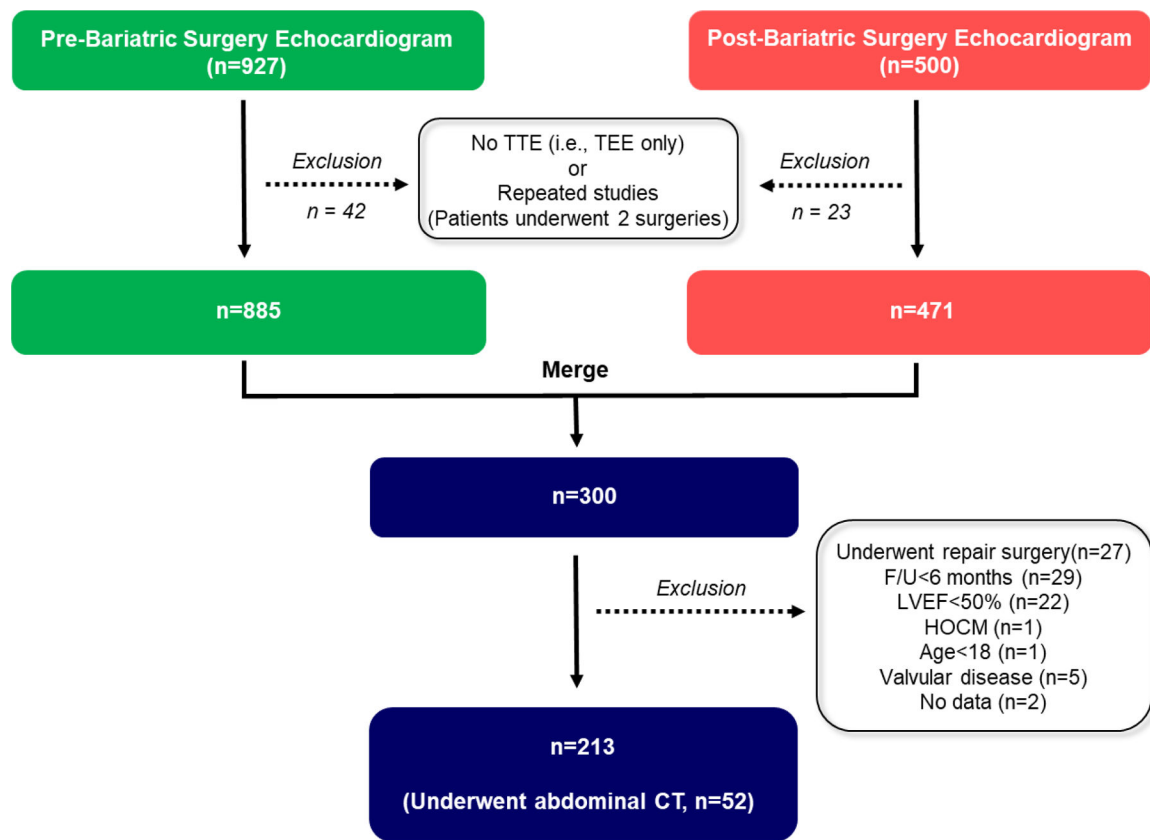 Pre-Bariatric Surgery Echocardiogram
(n=927)
Post-Bariatric Surgery Echocardiogram
(n=500)
Exclusion
n = 42
No TTE (i.e., TEE only)
or
Repeated studies
(Patients underwent 2 surgeries)
Exclusion
n = 23
n=885
n=471
Merge
n=300
Exclusion
Underwent repair surgery(n=27)
F/U<6 months (n=29)
LVEF<50% (n=22)
HOCM (n=1)
Age<18 (n=1)
Valvular disease (n=5)
No data (n=2)
n=213
(Underwent abdominal CT, n=52)